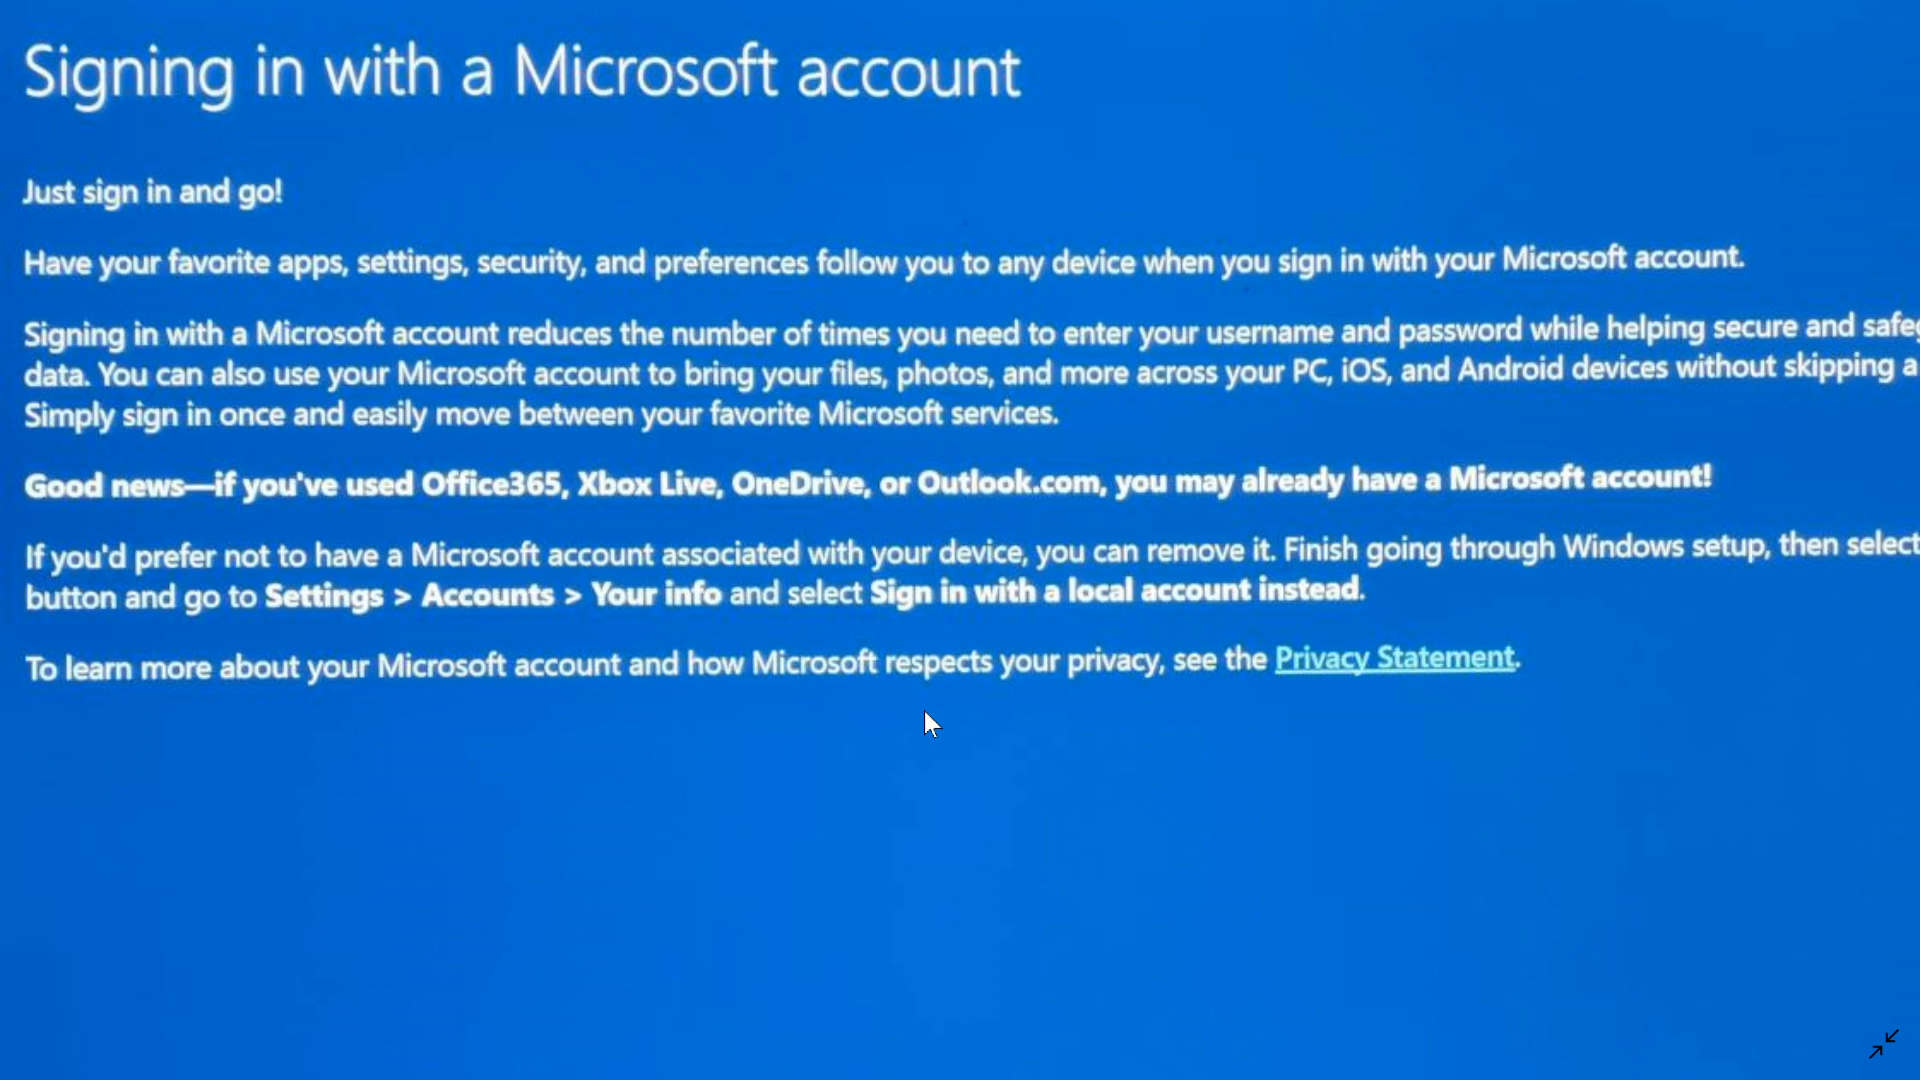 Signing in with a Microsoft account
Just sign in and go!
Have your favorite apps, settings, security, and preferences follow you to any device when you sign in with your Microsoft account.
Signing in with a Microsoft account reduces the number of times you need to enter your username and password while helping secure and
data. You can also use your Microsoft account to bring your files, photos, and more across your PC, iOS, and Android devices without skipping a
Simply sign in once and easily move between your favorite Microsoft services.
Good news—if you've used Office365, Xbox Live, OneDrive, or Outlook.com, you may already have a Microsoft account!
If you'd prefer not to have a Microsoft account associated with your device, you can remove it. Finish going through Windows setup, then select
button and go to Settings > Accounts > Your info and select Sign in with a local account instead.
To learn more about your Microsoft account and how Microsoft respects your privacy, see the Privacy Statement.